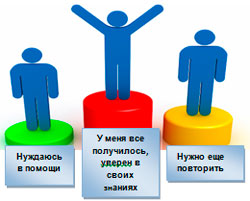 Нуждаюсь
в помощи
У меня все
получилось,
уверен в
своих
знаниях
Нужно еще
повторить